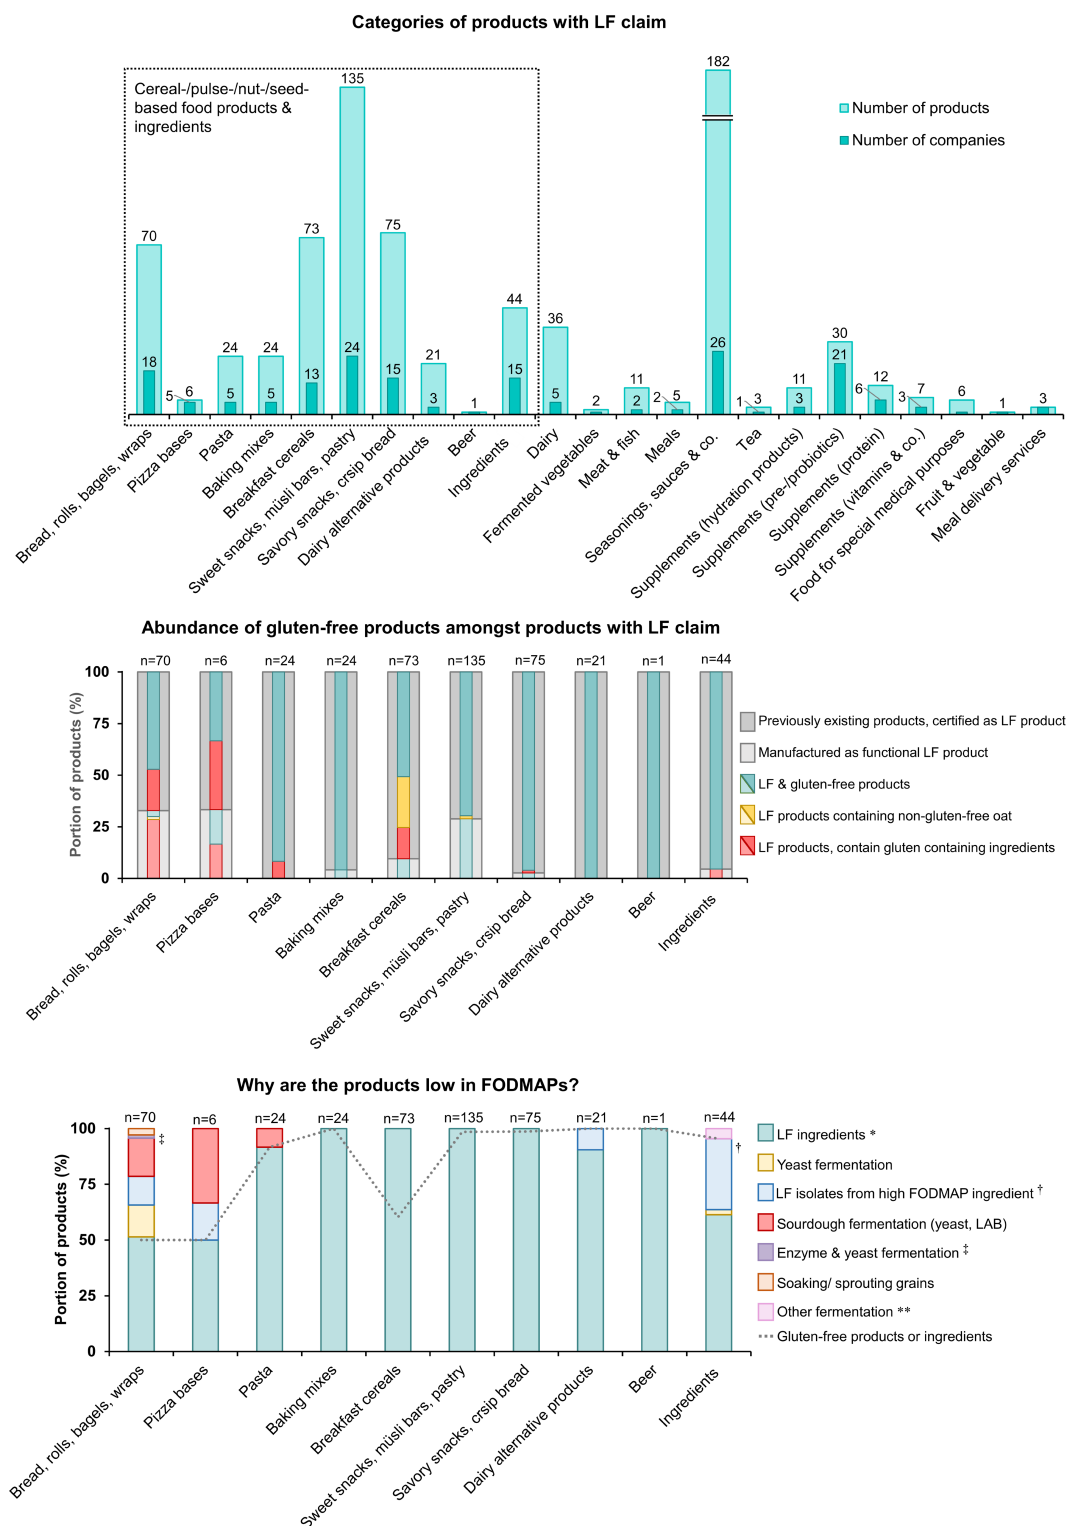 Categories of products with LF claim
Cereal-/pulse-/nut-/seed-
based food products &
ingredients
Number of products
Number of companies
70
18
5
6
24
5
24
5
73
13
135
24
75
15
21
3
1
44
15
36
5
2
11
2
2
5
182
26
1
3
11
3
30
21
6
12
3
7
6
1
3
Bread, rolls, bagels, wraps
Pizza bases
Pasta
Baking mixes
Breakfast cereals
Sweet snacks, müsli bars, pastry
Savory snacks, crsip bread
Dairy alternative products
Beer
Ingredients
Dairy
Fermented vegetables
Meat & fish
Meals
Seasonings, sauces & co.
Tea
Supplements (hydration products)
Supplements (pre-/probiotics)
Supplements (protein)
Supplements (vitamins & co.)
Food for special medical purposes
Fruit & vegetable
Meal delivery services
Abundance of gluten-free products amongst products with LF claim
n=70
n=6
n=24
n=24
n=73
n=135
n=75
n=21
n=1
n=44
Portion of products (%)
100
75
50
25
0
Previously existing products, certified as LF product
Manufactured as functional LF product
LF & gluten-free products
LF products containing non-gluten-free oat
LF products, contain gluten containing ingredients
Bread, rolls, bagels, wraps
Pizza bases
Pasta
Baking mixes
Breakfast cereals
Sweet snacks, müsli bars, pastry
Savory snacks, crsip bread
Dairy alternative products
Beer
Ingredients
Why are the products low in FODMAPs?
n=70
n=6
n=24
n=24
n=73
n=135
n=75
n=21
n=1
n=44
Portion of products (%)
100
75
50
25
0
‡
†
LF ingredients *
Yeast fermentation
LF isolates from high FODMAP ingredient †
Sourdough fermentation (yeast, LAB)
Enzyme & yeast fermentation ‡
Soaking/ sprouting grains
Other fermentation **
Gluten-free products or ingredients
Bread, rolls, bagels, wraps
Pizza bases
Pasta
Baking mixes
Breakfast cereals
Sweet snacks, müsli bars, pastry
Savory snacks, crsip bread
Dairy alternative products
Beer
Ingredients